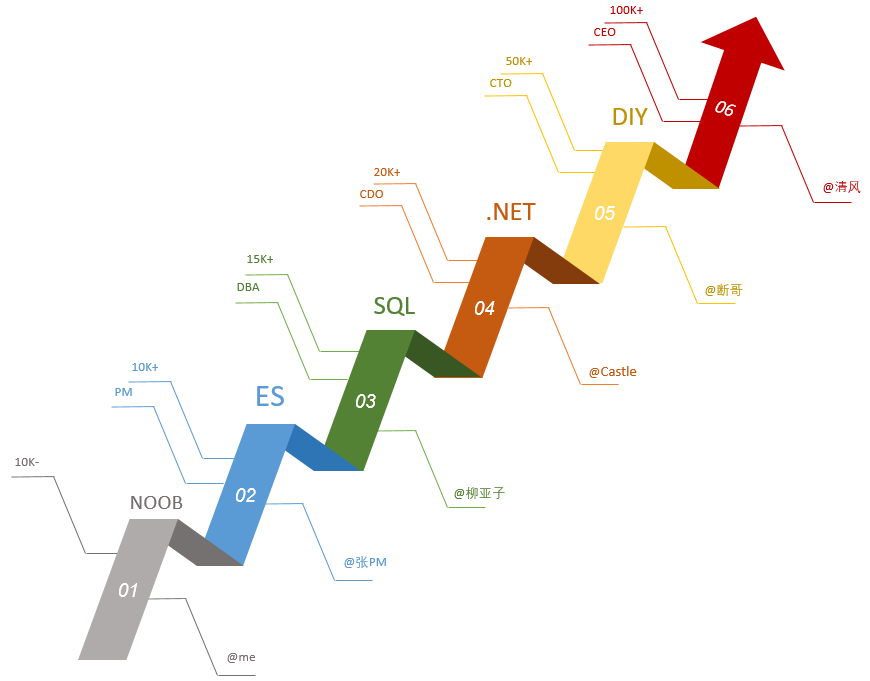 100K+
CEO
06
@清风
50K+
CTO
DIY
05
@断哥
20K+
CDO
.NET
04
@Castle
15K+
DBA
SQL
03
@柳亚子
10K+
PM
ES
02
@张PM
10K-
NOOB
01
@me